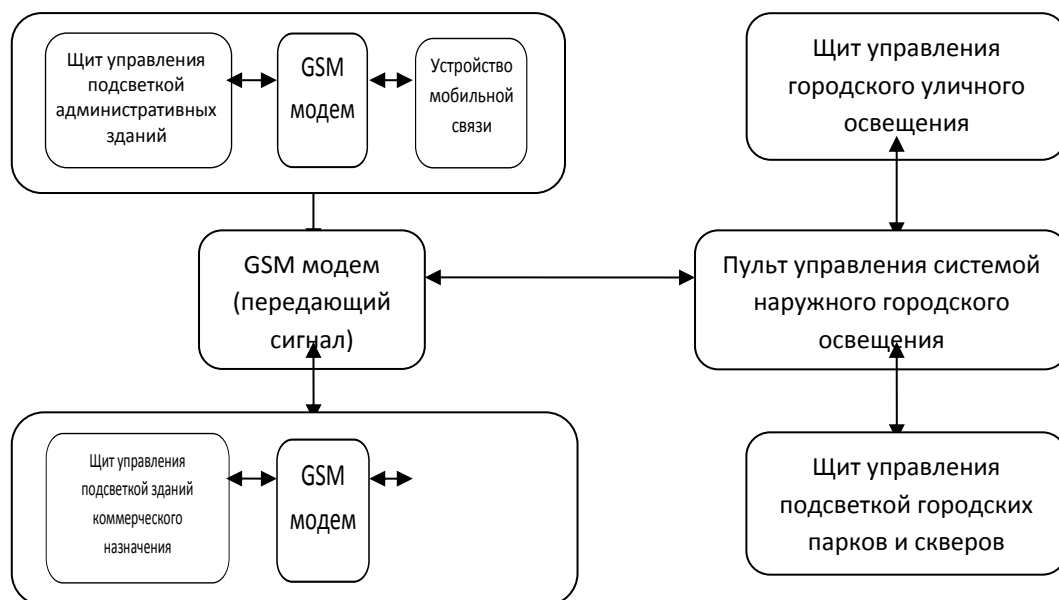 Щит управления
подсветкой
административных
зданий
GSM
модем
Устройство
мобильной
связи
Щит управления
городского уличного
освещения
GSM модем
(передающий
сигнал)
Пульт управления системой
наружного городского
освещения
Щит управления
подсветкой зданий
коммерческого
назначения
GSM
модем
Щит управления
подсветкой городских
парков и скверов